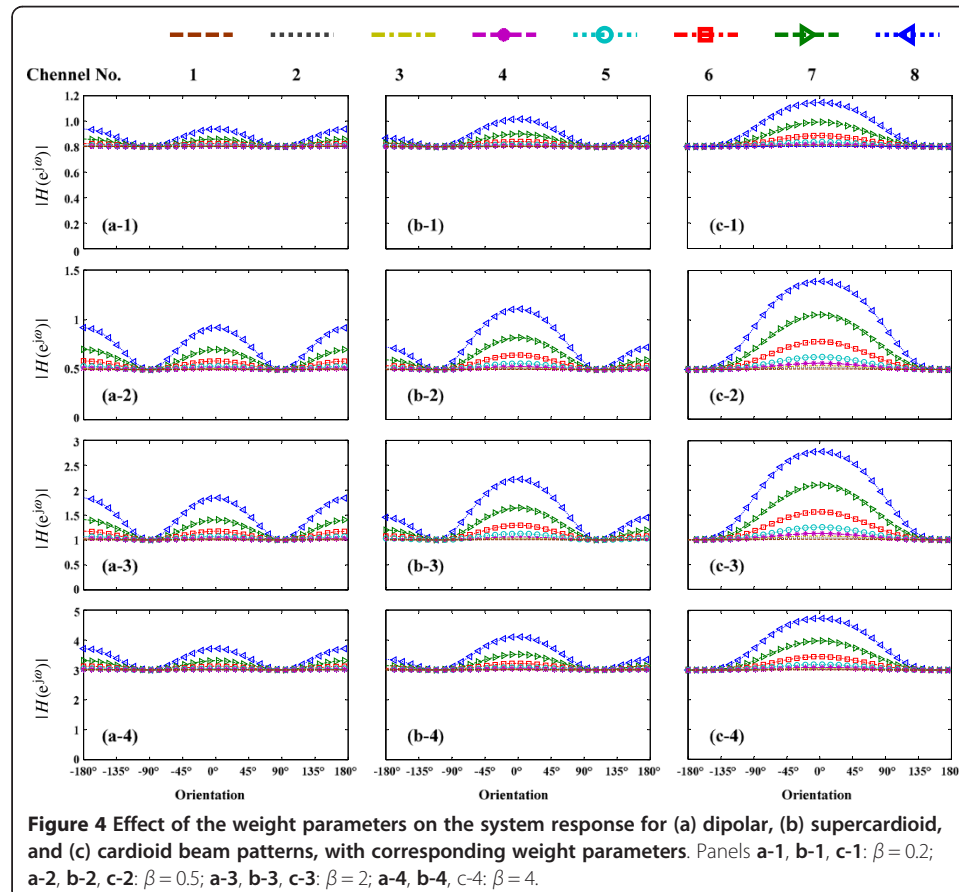 Chennel No. 1 2 3 4 5 6 7 8
|H(e^jω)|
1.2
1.0
0.8
0.6
0.4
0.2
0
(a-1)
(b-1)
(c-1)
|H(e^jω)|
1.5
1
0.5
0
(a-2)
(b-2)
(c-2)
|H(e^jω)|
3
2.5
2
1.5
1
0.5
0
(a-3)
(b-3)
(c-3)
|H(e^jω)|
5
4
3
2
1
0
(a-4)
(b-4)
(c-4)
-180° -135° -90° -45° 0° 45° 90° 135° 180°
-180° -135° -90° -45° 0° 45° 90° 135° 180°
-180° -135° -90° -45° 0° 45° 90° 135° 180
Orientation
Orientation
Orientation
Figure 4 Effect of the weight parameters on the system response for (a) dipolar, (b) supercardioid,
and (c) cardioid beam patterns, with corresponding weight parameters. Panels a-1, b-1, c-1: β = 0.2;
a-2, b-2, c-2: β = 0.5; a-3, b-3, c-3: β = 2; a-4, b-4, c-4: β = 4.